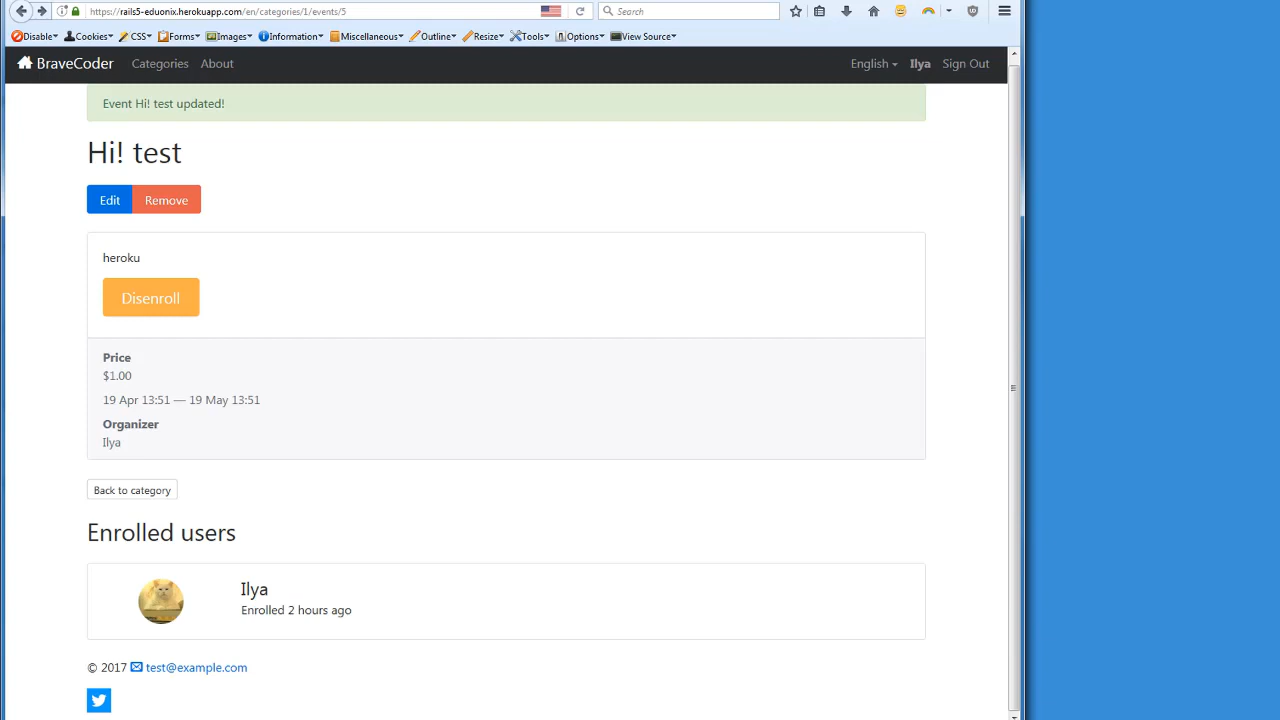 https://rails5-eduonix.herokuapp.com/en/categories/1/events/5
Search
Disable Cookies CSS Forms Images Information Miscellaneous Outline Resize Tools Options View Source
BraveCoder Categories About English Ilya Sign Out
Event Hi! test updated!
Hi! test
Edit Remove
heroku
Disenroll
Price
$1.00
19 Apr 13:51 — 19 May 13:51
Organizer
Ilya
Back to category
Enrolled users
Ilya
Enrolled 2 hours ago
© 2017 test@example.com